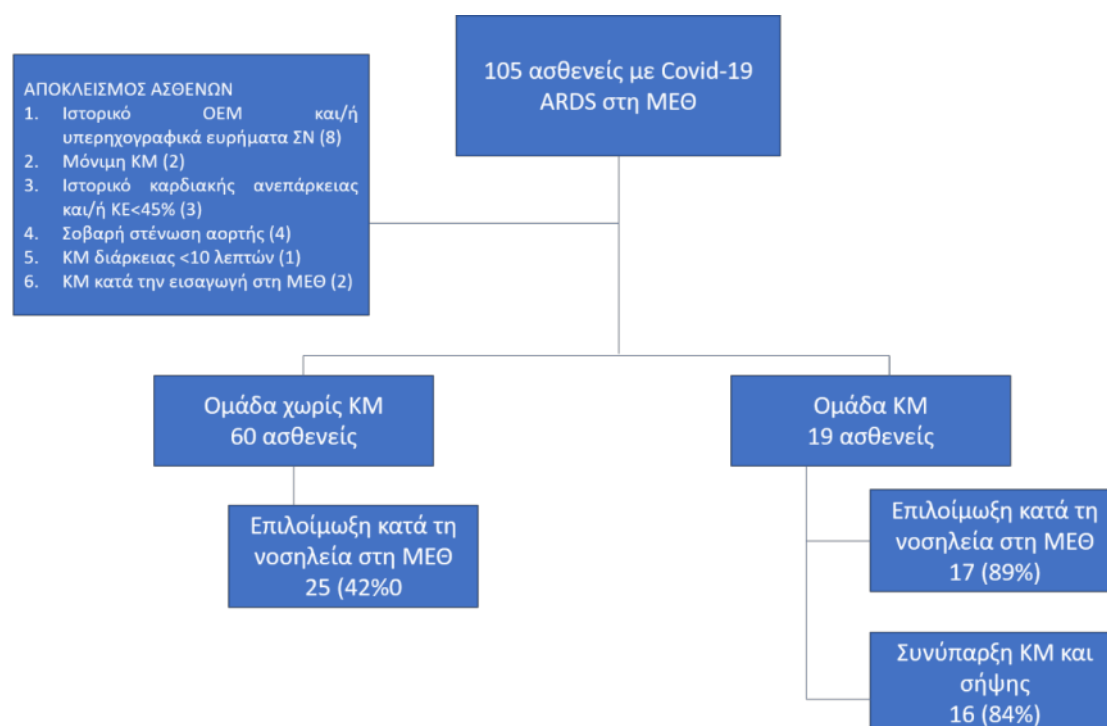 105 ασθενείς με Covid-19
ARDS στη ΜΕΘ
ΑΠΟΚΛΕΙΣΜΟΣ ΑΣΘΕΝΩΝ
1. Ιστορικό ΟΕΜ και/ή
υπερηχογραφικά ευρήματα ΣΝ (8)
2. Μόνιμη ΚΜ (2)
3. Ιστορικό καρδιακής ανεπάρκειας
και/ή ΚΕ<45% (3)
4. Σοβαρή στένωση αορτής (4)
5. ΚΜ διάρκειας <10 λεπτών (1)
6. ΚΜ κατά την εισαγωγή στη ΜΕΘ (2)
Ομάδα χωρίς ΚΜ
60 ασθενείς
Ομάδα ΚΜ
19 ασθενείς
Επιλοίμωξη κατά τη
νοσηλεία στη ΜΕΘ
25 (42%0
Επιλοίμωξη κατά τη
νοσηλεία στη ΜΕΘ
17 (89%)
Συνύπαρξη ΚΜ και
σήψης
16 (84%)